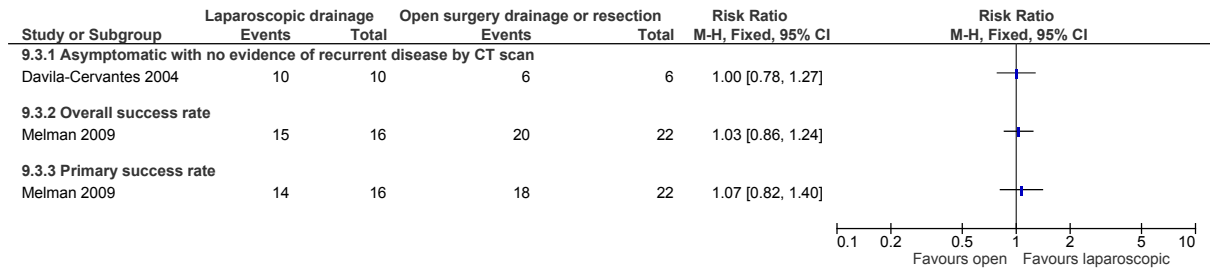 Laparoscopic drainage Open surgery drainage or resection Risk Ratio Risk Ratio
Study or Subgroup Events Total Events Total M-H, Fixed, 95% CI M-H, Fixed, 95% CI
9.3.1 Asymptomatic with no evidence of recurrent disease by CT scan
Davila-Cervantes 2004 10 10 6 6 1.00 [0.78, 1.27]
9.3.2 Overall success rate
Melman 2009 15 16 20 22 1.03 [0.86, 1.24]
9.3.3 Primary success rate
Melman 2009 14 16 18 22 1.07 [0.82, 1.40]
0.1 0.2 0.5 1 2 5 10
Favours open Favours laparoscopic